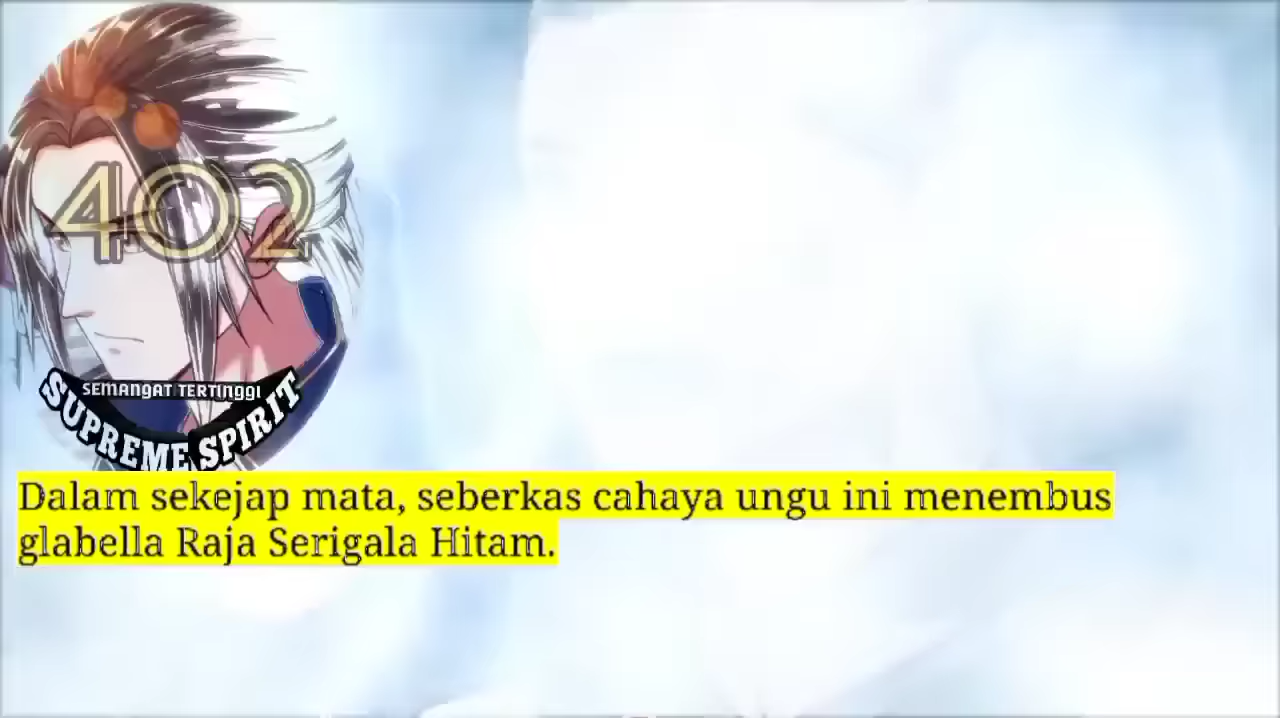 402
SEMANGAT TERTINGGI
SUPREME SPIRIT
Dalam sekejap mata, seberkas cahaya ungu ini menembus
glabella Raja Serigala Hitam.